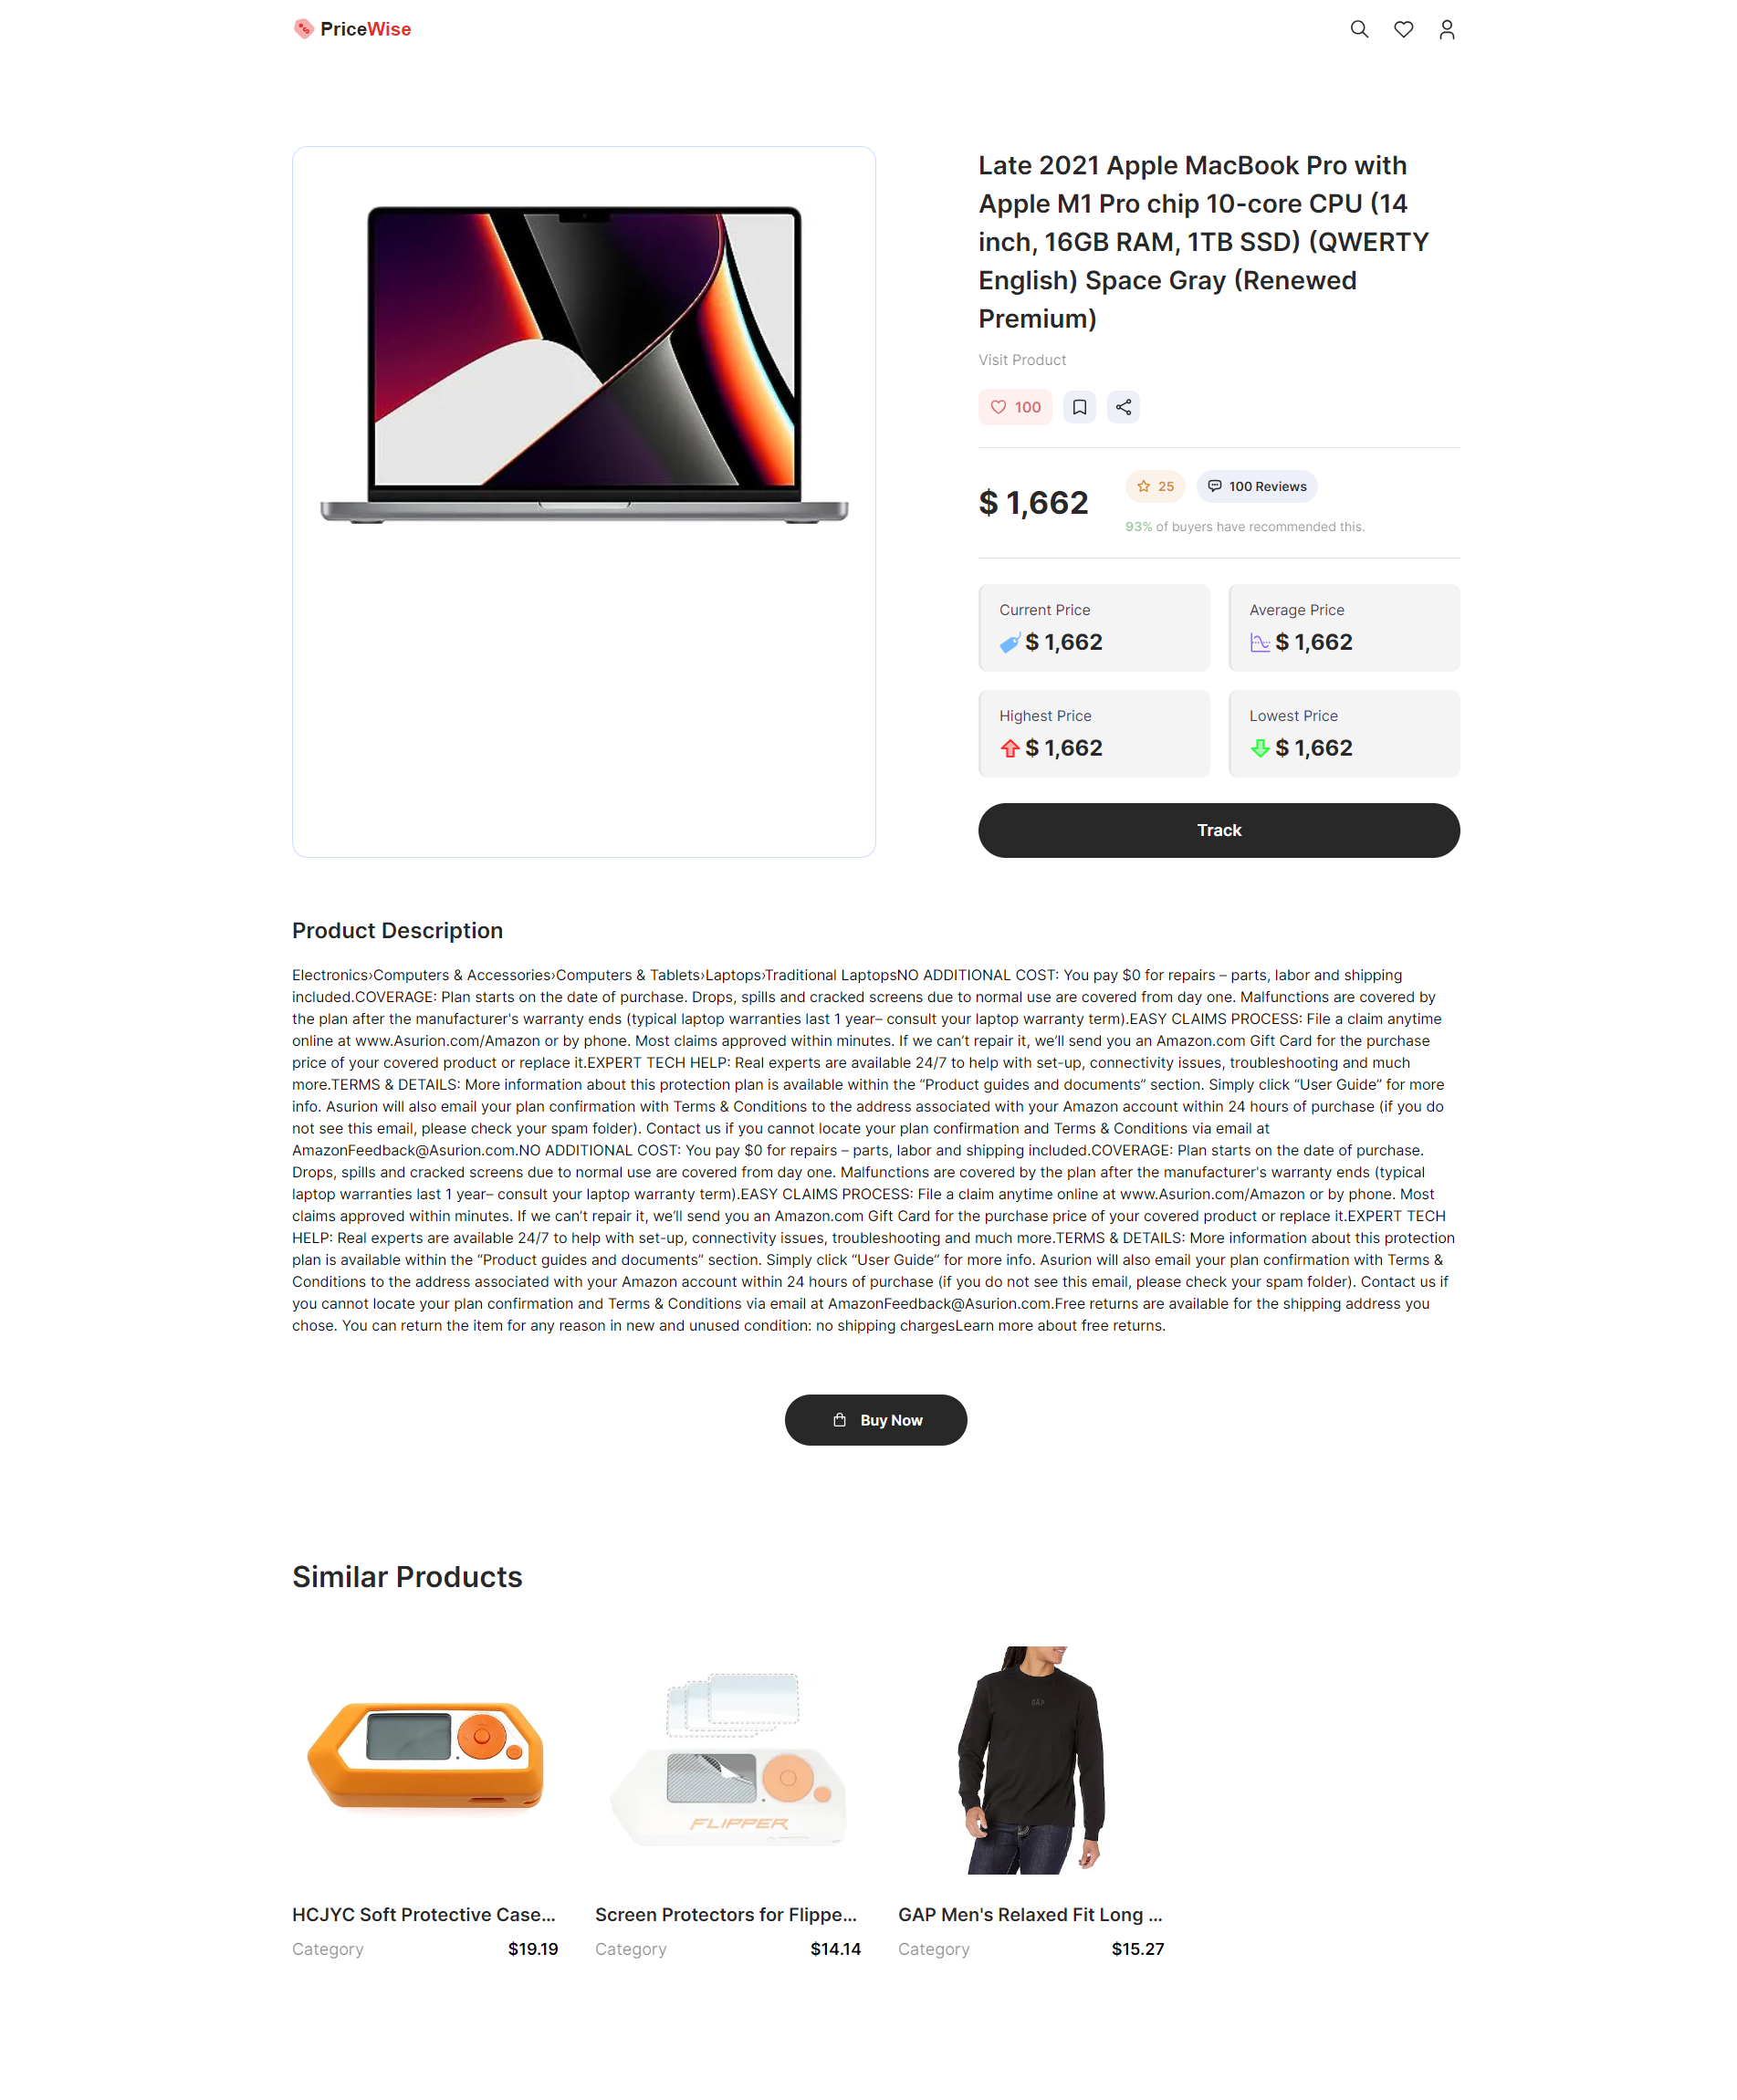 PriceWise
Late 2021 Apple MacBook Pro with
Apple M1 Pro chip 10-core CPU (14
inch, 16GB RAM, 1TB SSD) (QWERTY
English) Space Gray (Renewed
Premium)
Visit Product
100
$ 1,662
25
100 Reviews
93% of buyers have recommended this.
Current Price
$ 1,662
Average Price
$ 1,662
Highest Price
$ 1,662
Lowest Price
$ 1,662
Track
Product Description
Electronics›Computers & Accessories›Computers & Tablets›Laptops›Traditional LaptopsNO ADDITIONAL COST: You pay $0 for repairs – parts, labor and shipping
included.COVERAGE: Plan starts on the date of purchase. Drops, spills and cracked screens due to normal use are covered from day one. Malfunctions are covered by
the plan after the manufacturer's warranty ends (typical laptop warranties last 1 year– consult your laptop warranty term).EASY CLAIMS PROCESS: File a claim anytime
online at www.Asurion.com/Amazon or by phone. Most claims approved within minutes. If we can’t repair it, we’ll send you an Amazon.com Gift Card for the purchase
price of your covered product or replace it.EXPERT TECH HELP: Real experts are available 24/7 to help with set-up, connectivity issues, troubleshooting and much
more.TERMS & DETAILS: More information about this protection plan is available within the “Product guides and documents” section. Simply click “User Guide” for more
info. Asurion will also email your plan confirmation with Terms & Conditions to the address associated with your Amazon account within 24 hours of purchase (if you do
not see this email, please check your spam folder). Contact us if you cannot locate your plan confirmation and Terms & Conditions via email at
AmazonFeedback@Asurion.com.NO ADDITIONAL COST: You pay $0 for repairs – parts, labor and shipping included.COVERAGE: Plan starts on the date of purchase.
Drops, spills and cracked screens due to normal use are covered from day one. Malfunctions are covered by the plan after the manufacturer's warranty ends (typical
laptop warranties last 1 year– consult your laptop warranty term).EASY CLAIMS PROCESS: File a claim anytime online at www.Asurion.com/Amazon or by phone. Most
claims approved within minutes. If we can’t repair it, we’ll send you an Amazon.com Gift Card for the purchase price of your covered product or replace it.EXPERT TECH
HELP: Real experts are available 24/7 to help with set-up, connectivity issues, troubleshooting and much more.TERMS & DETAILS: More information about this protection
plan is available within the “Product guides and documents” section. Simply click “User Guide” for more info. Asurion will also email your plan confirmation with Terms &
Conditions to the address associated with your Amazon account within 24 hours of purchase (if you do not see this email, please check your spam folder). Contact us if
you cannot locate your plan confirmation and Terms & Conditions via email at AmazonFeedback@Asurion.com.Free returns are available for the shipping address you
chose. You can return the item for any reason in new and unused condition: no shipping chargesLearn more about free returns.
Buy Now
Similar Products
FLIPPER
GAP
HCJYC Soft Protective Case...
Category
$19.19
Screen Protectors for Flippe...
Category
$14.14
GAP Men's Relaxed Fit Long ...
Category
$15.27